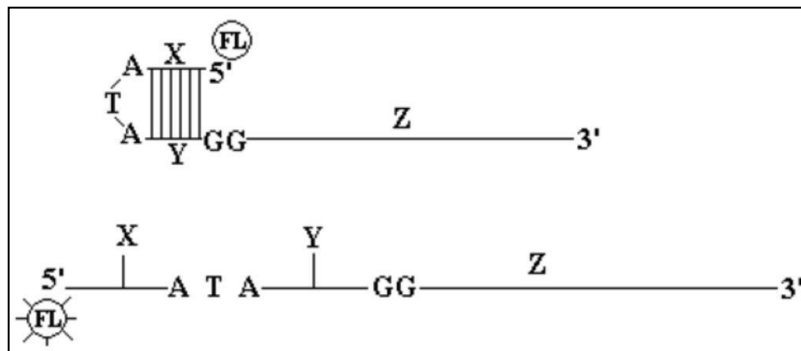 A X FL
5'
T
A Y GG Z 3'
X Y Z
5' A T A GG 3'
FL